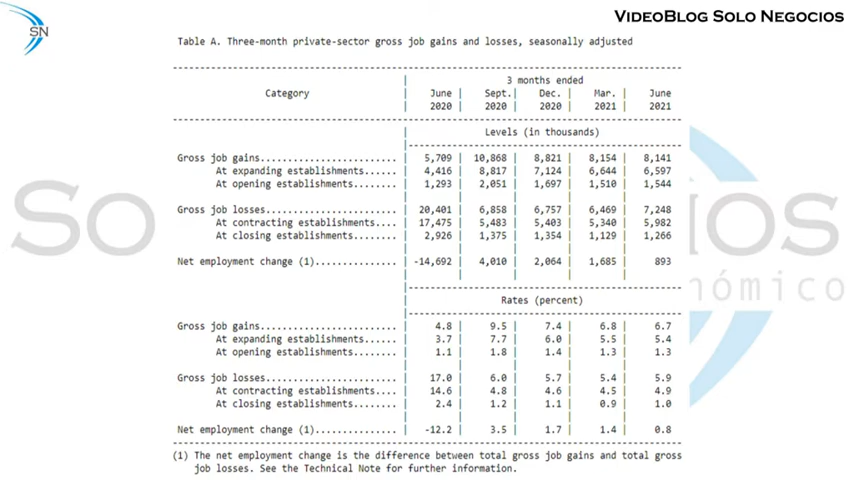 VideoBlog Solo Negocios
SN
Table A. Three-month private-sector gross job gains and losses, seasonally adjusted
3 months ended
Category June Sept. Dec. Mar. June
2020 2020 2020 2021 2021
Levels (in thousands)
Gross job gains......................... 5,709 10,868 8,821 8,154 8,141
At expanding establishments...... 4,416 8,817 7,124 6,644 6,597
At opening establishments........ 1,293 2,051 1,697 1,510 1,544
Gross job losses........................ 20,401 6,858 6,757 6,469 7,248
At contracting establishments.... 17,475 5,483 5,403 5,340 5,982
At closing establishments........ 2,926 1,375 1,354 1,129 1,266
Net employment change (1)............... -14,692 4,010 2,064 1,685 893
Rates (percent)
Gross job gains......................... 4.8 9.5 7.4 6.8 6.7
At expanding establishments...... 3.7 7.7 6.0 5.5 5.4
At opening establishments........ 1.1 1.8 1.4 1.3 1.3
Gross job losses........................ 17.0 6.0 5.7 5.4 5.9
At contracting establishments.... 14.6 4.8 4.6 4.5 4.9
At closing establishments........ 2.4 1.2 1.1 0.9 1.0
Net employment change (1)............... -12.2 3.5 1.7 1.4 0.8
(1) The net employment change is the difference between total gross job gains and total gross
job losses. See the Technical Note for further information.